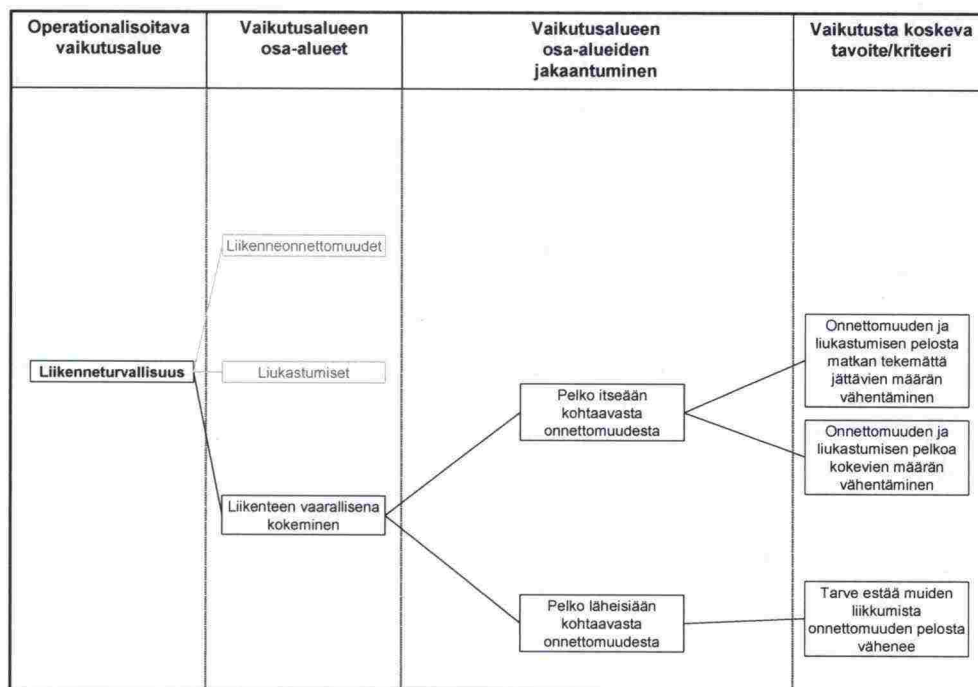 Operationalisoitava
vaikutusalue
Vaikutusalueen
osa-alueet
Vaikutusalueen
osa-alueiden
jakaantuminen
Vaikutusta koskeva
tavoite/kriteeri
Liikenneonnettomuudet
Liikenneturvallisuus
Liukastumiset
Liikenteen vaarallisena
kokeminen
Pelko itseään
kohtaavasta
onnettomuudesta
Pelko läheisiään
kohtaavasta
onnettomuudesta
Onnettomuuden ja
liukastumisen pelosta
matkan tekemättä
jättävien määrän
vähentäminen
Onnettomuuden ja
liukastumisen pelkoa
kokevien määrän
vähentäminen
Tarve estää muiden
liikkumista
onnettomuuden pelosta
vähenee